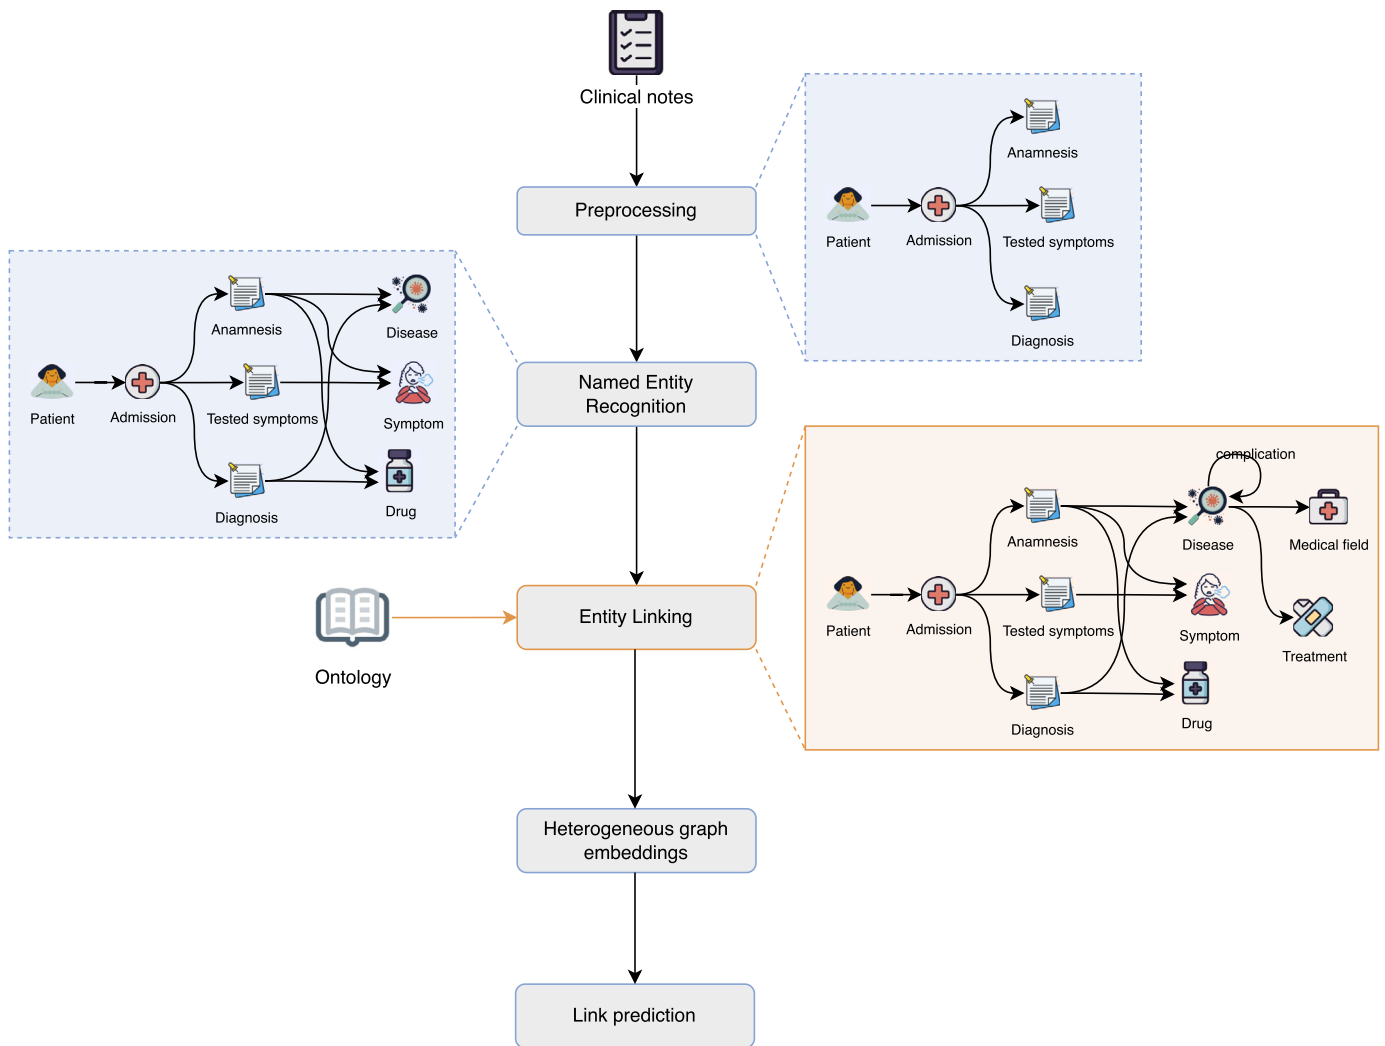 Clinical notes
Preprocessing
Anamnesis
Patient
Admission
Tested symptoms
Diagnosis
Anamnesis
Disease
Patient
Admission
Tested symptoms
Symptom
Diagnosis
Drug
Named Entity
Recognition
Ontology
Entity Linking
complication
Anamnesis
Disease
Medical field
Patient
Admission
Tested symptoms
Symptom
Treatment
Diagnosis
Drug
Heterogeneous graph
embeddings
Link prediction